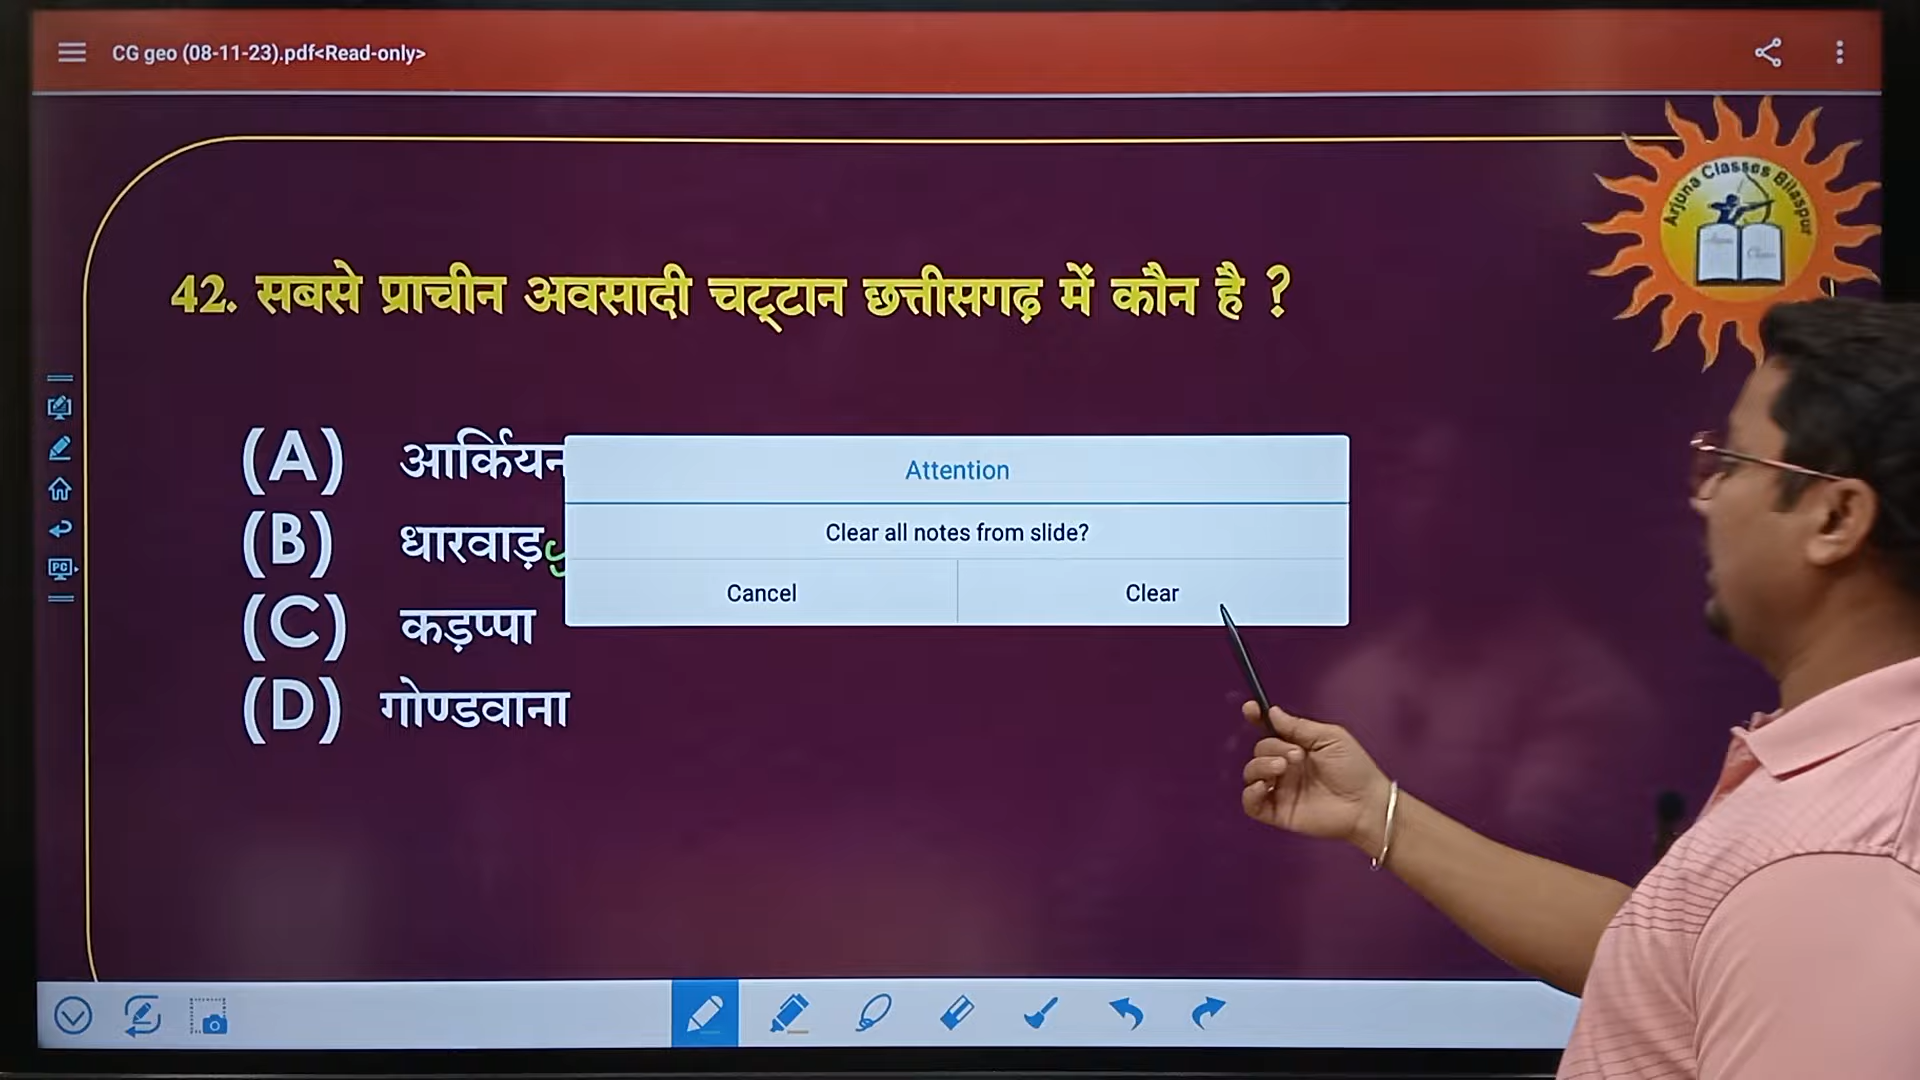 CG geo (08-11-23).pdf<Read-only>
Arjuna Classes Bilaspur
42. सबसे प्राचीन अवसादी चट्टान छत्तीसगढ़ में कौन है ?
(A) आर्कियन
(B) धारवाड़
(C) कड़प्पा
(D) गोण्डवाना
Attention
Clear all notes from slide?
Cancel
Clear
PC